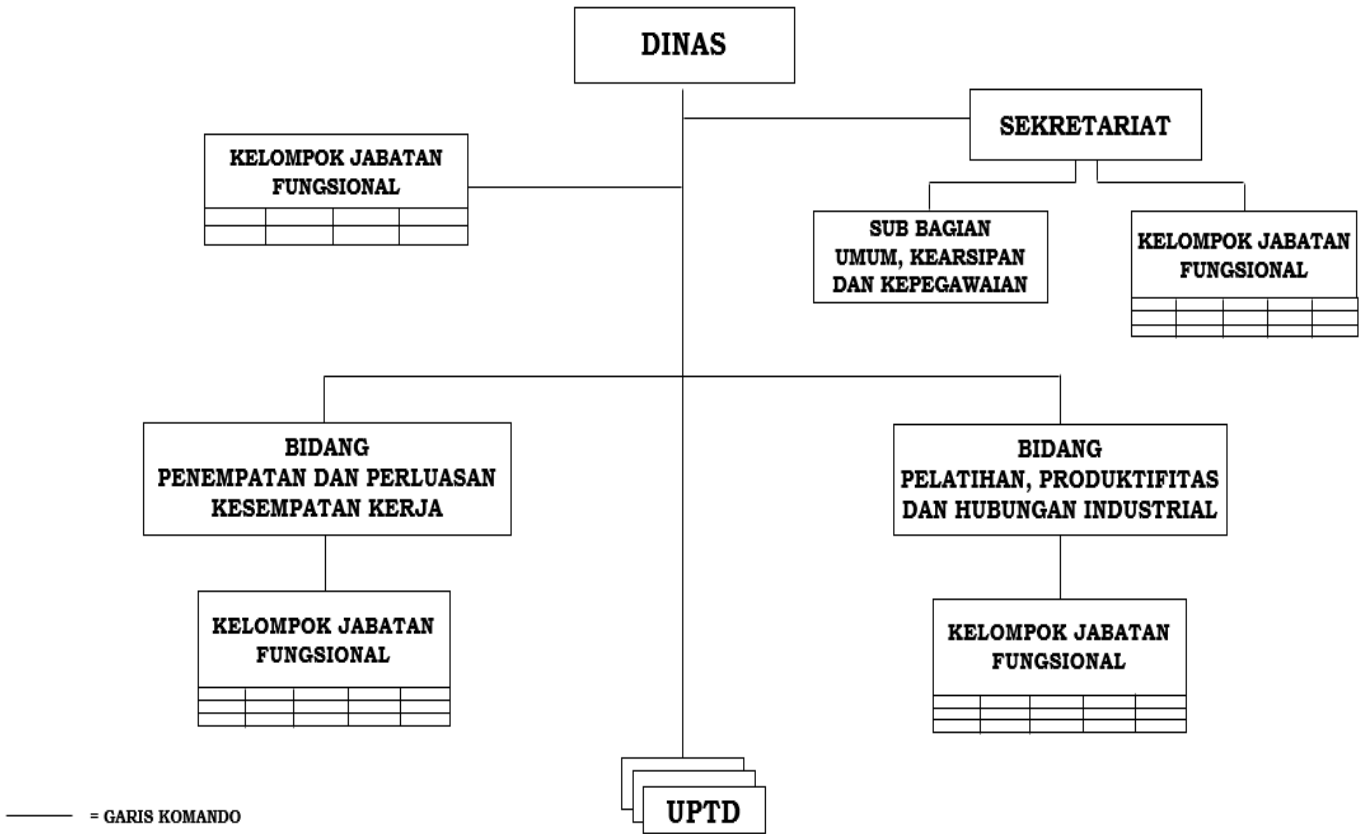 DINAS
SEKRETARIAT
KELOMPOK JABATAN
FUNGSIONAL
SUB BAGIAN
UMUM, KEARSIPAN
DAN KEPEGAWAIAN
KELOMPOK JABATAN
FUNGSIONAL
BIDANG
PENEMPATAN DAN PERLUASAN
KESEMPATAN KERJA
BIDANG
PELATIHAN, PRODUKTIFITAS
DAN HUBUNGAN INDUSTRIAL
KELOMPOK JABATAN
FUNGSIONAL
KELOMPOK JABATAN
FUNGSIONAL
UPTD
= GARIS KOMANDO